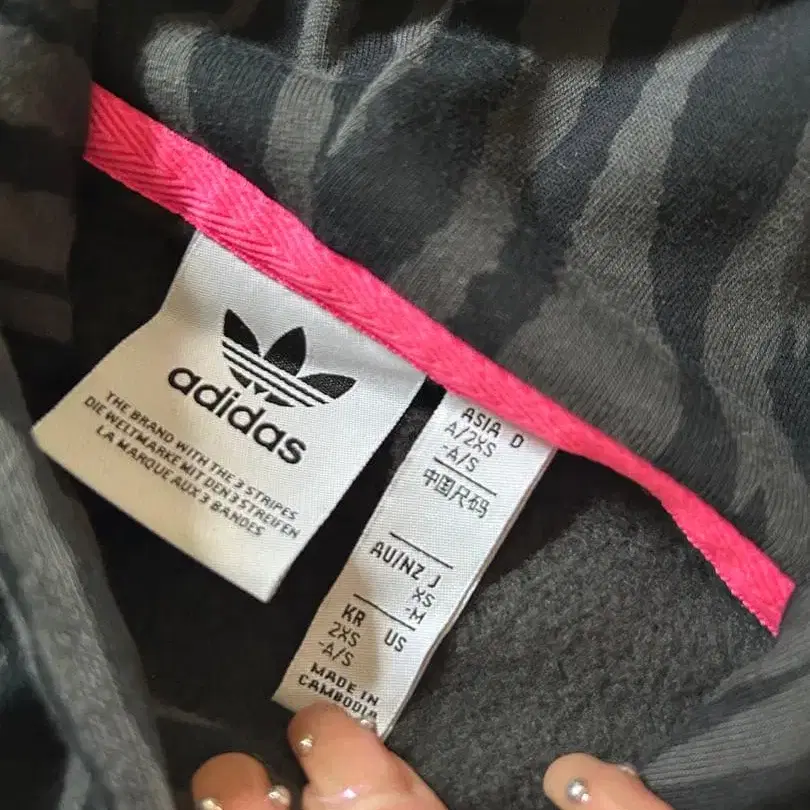 adidas
THE BRAND WITH THE 3 STRIPES
DIE WELTMARKE MIT DEN 3 STREIFEN
LA MARQUE AUX 3 BANDES
ASIA D
A/2XS
-A/S
中国尺码
AU/NZ J
XS
-M
KR US
2XS
-A/S
MADE IN
CAMBODIA